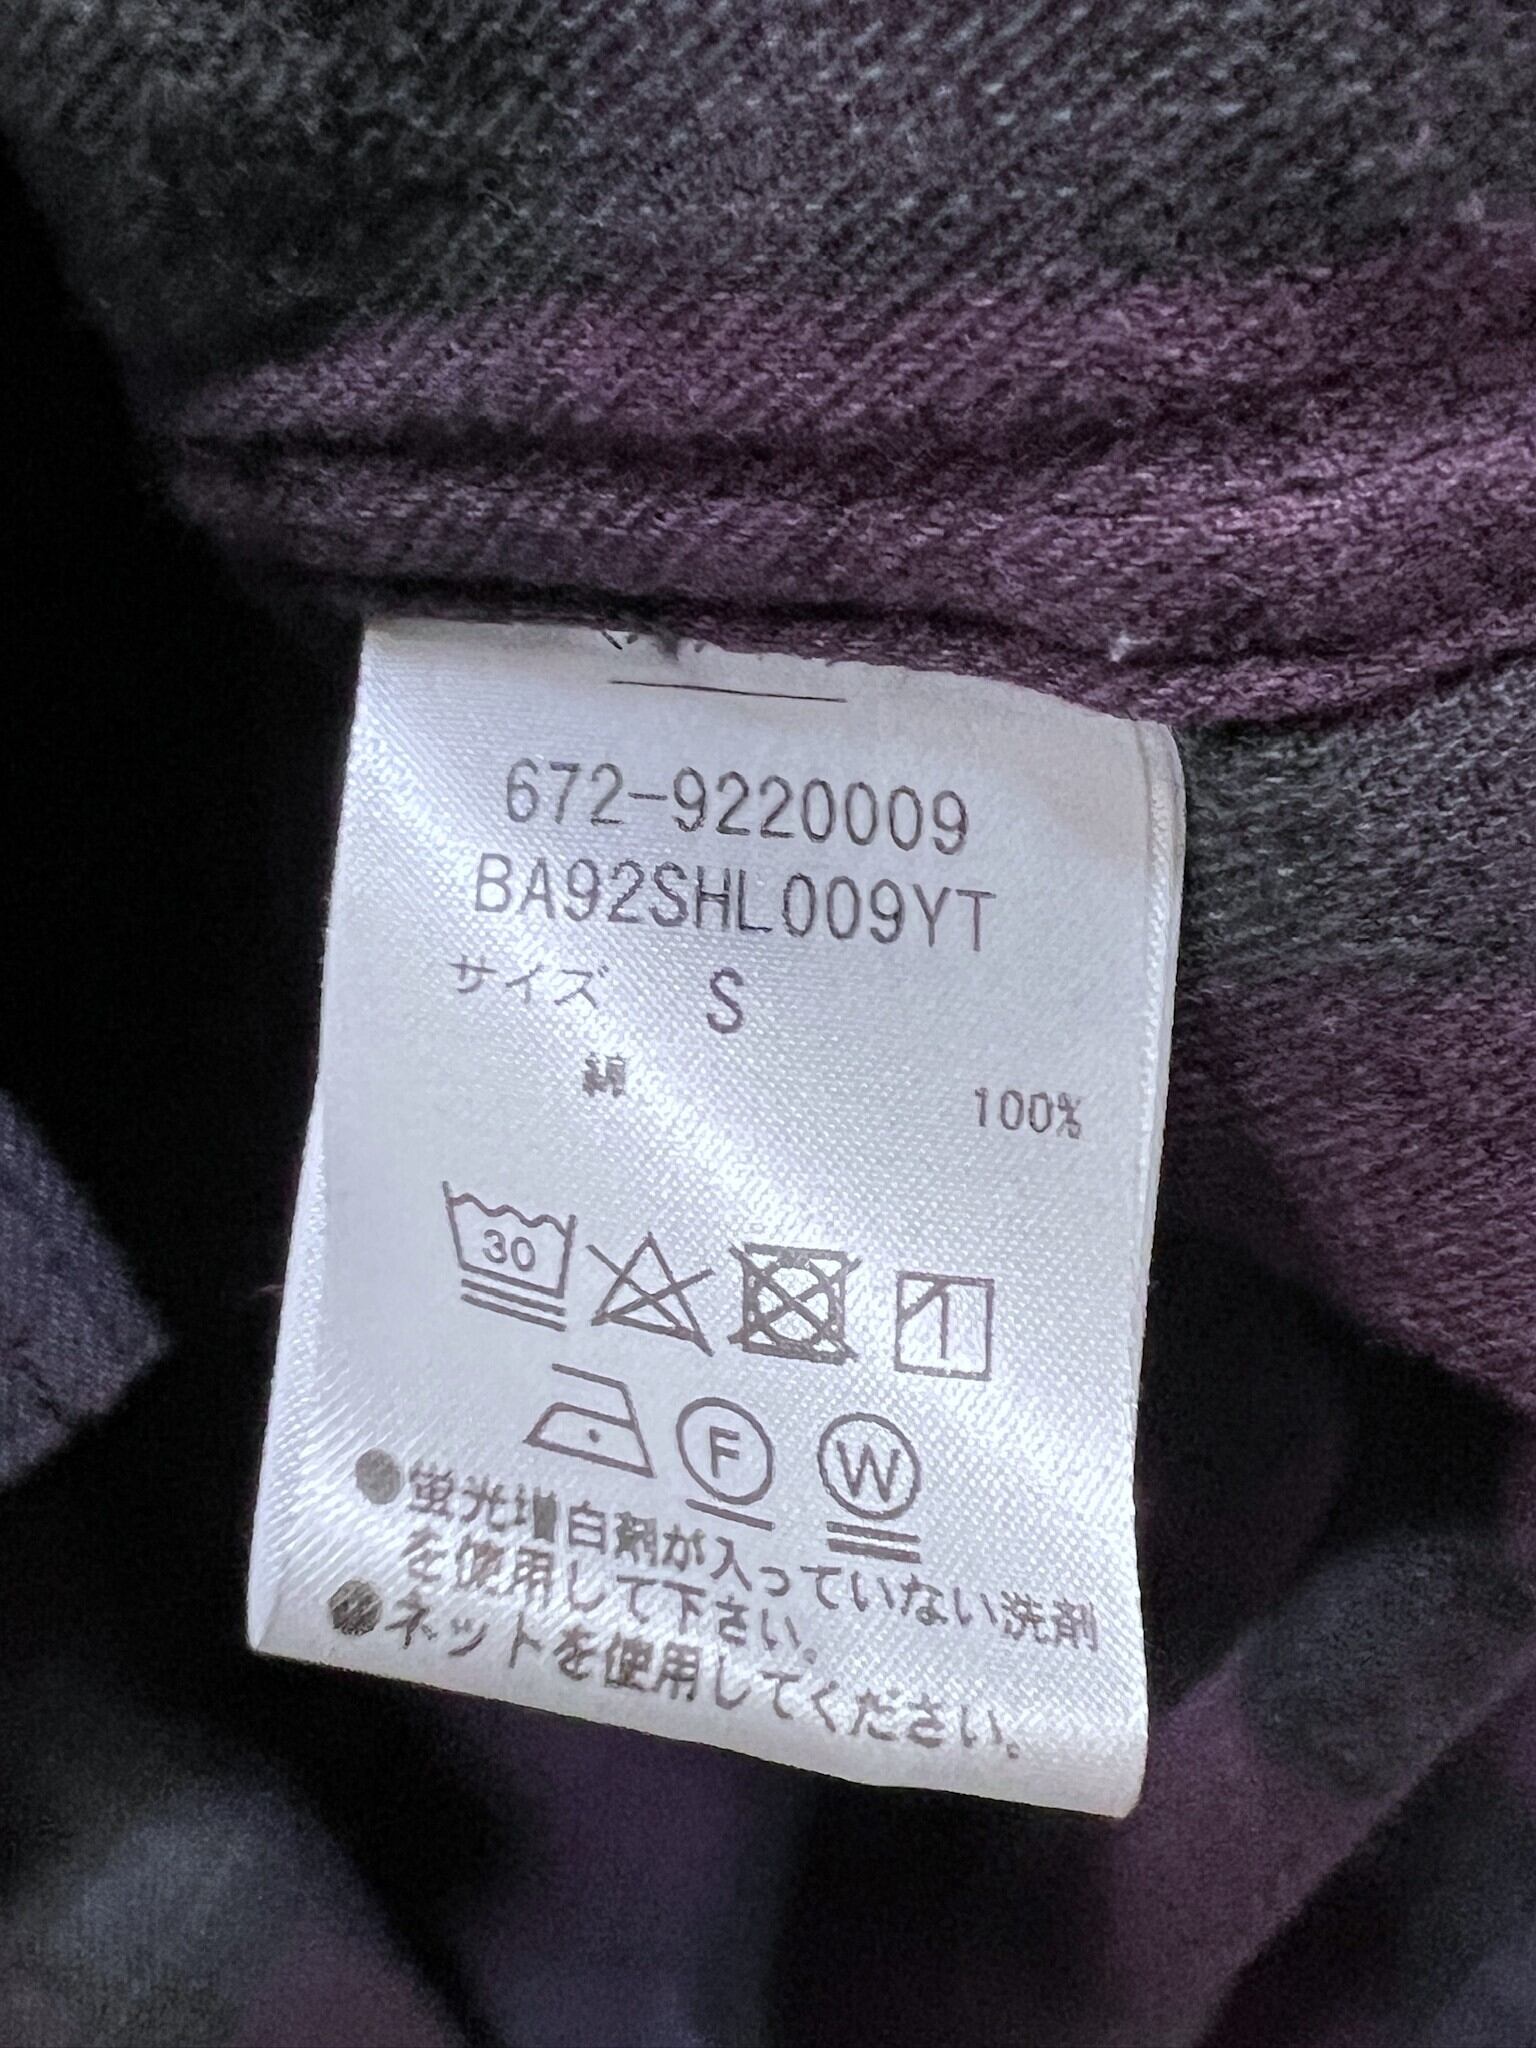 672-9220009
BA92SHL009YT
サイズ S
綿 100%
30
F W
●蛍光増白剤が入っていない洗剤
を使用して下さい。
●ネットを使用してください。